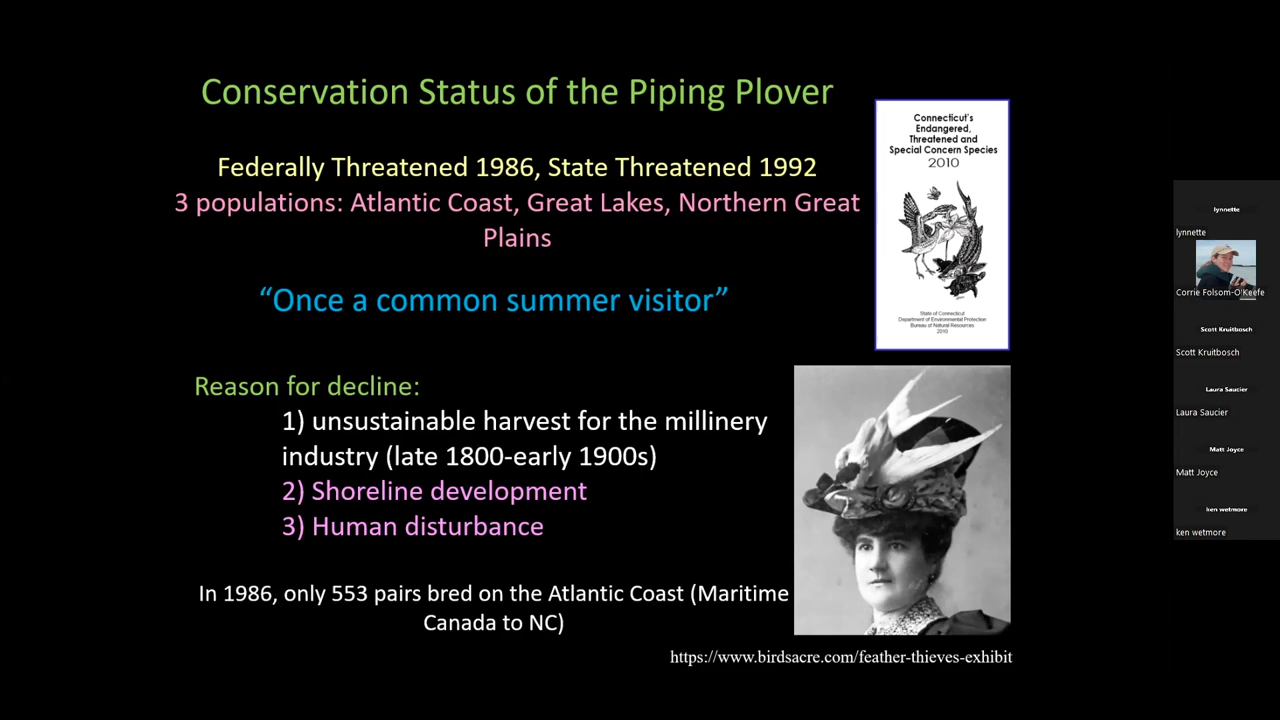 Conservation Status of the Piping Plover
Federally Threatened 1986, State Threatened 1992
3 populations: Atlantic Coast, Great Lakes, Northern Great
Plains
“Once a common summer visitor”
Reason for decline:
1) unsustainable harvest for the millinery
industry (late 1800-early 1900s)
2) Shoreline development
3) Human disturbance
In 1986, only 553 pairs bred on the Atlantic Coast (Maritime
Canada to NC)
Connecticut's
Endangered,
Threatened and
Special Concern Species
2010
State of Connecticut
Department of Environmental Protection
Bureau of Natural Resources
2010
https://www.birdsacre.com/feather-thieves-exhibit
lynnette
lynnette
Corrie Folsom-O'Keefe
Scott Kruitbosch
Scott Kruitbosch
Laura Saucier
Laura Saucier
Matt Joyce
Matt Joyce
ken wetmore
ken wetmore